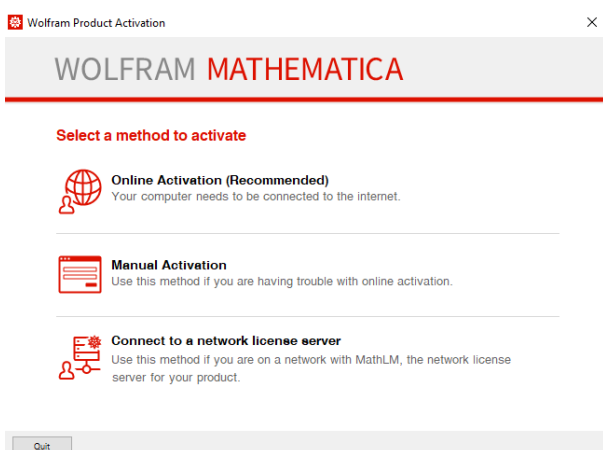 Wolfram Product Activation
WOLFRAM MATHEMATICA
Select a method to activate
Online Activation (Recommended)
Your computer needs to be connected to the internet.
Manual Activation
Use this method if you are having trouble with online activation.
Connect to a network license server
Use this method if you are on a network with MathLM, the network license
server for your product.
Quit